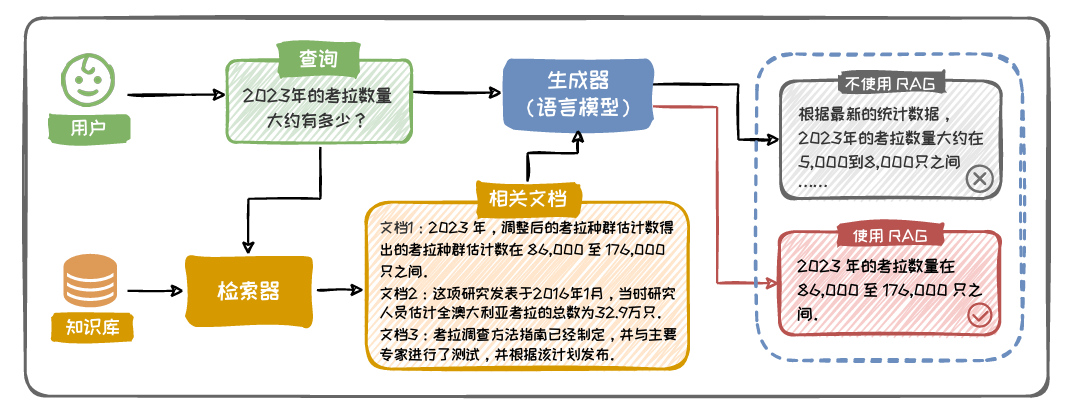 用户
查询
2023年的考拉数量
大约有多少？
生成器
（语言模型）
不使用 RAG
根据最新的统计数据，
2023年的考拉数量大约在
5,000到8,000只之间
……
知识库
检索器
相关文档
文档1：2023 年，调整后的考拉种群估计数得
出的考拉种群估计数在 86,000 至 176,000
只之间.
文档2：这项研究发表于2016年1月，当时研究
人员估计全澳大利亚考拉的总数为32.9万只.
文档3：考拉调查方法指南已经制定，并与主要
专家进行了测试，并根据该计划发布.
使用 RAG
2023 年的考拉数量在
86,000 至 176,000 只之
间.